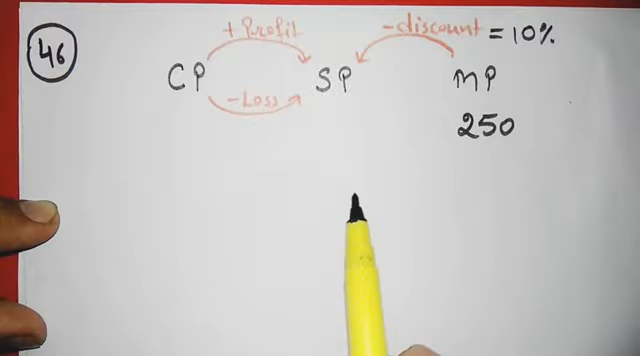 46
+ Profit
- discount = 10%
CP SP MP
- Loss
250